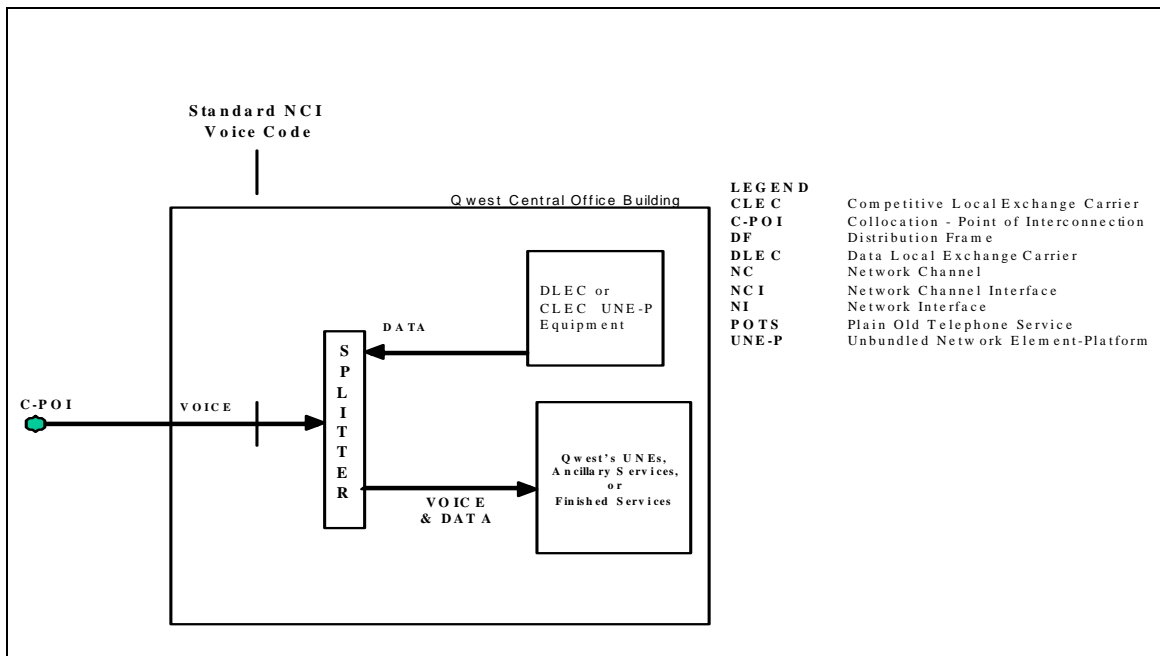 Standard NCI
Voice Code
Qwest Central Office Building
LEGEND
CLEC Competitive Local Exchange Carrier
C-POI Collocation - Point of Interconnection
DF Distribution Frame
DLEC Data Local Exchange Carrier
NC Network Channel
NCI Network Channel Interface
NI Network Interface
POTS Plain Old Telephone Service
UNE-P Unbundled Network Element-Platform
DLEC or
CLEC UNE-P
Equipment
DATA
SPLITTER
C-POI
VOICE
Qwest's UNEs,
Ancillary Services,
or
Finished Services
VOICE
& DATA